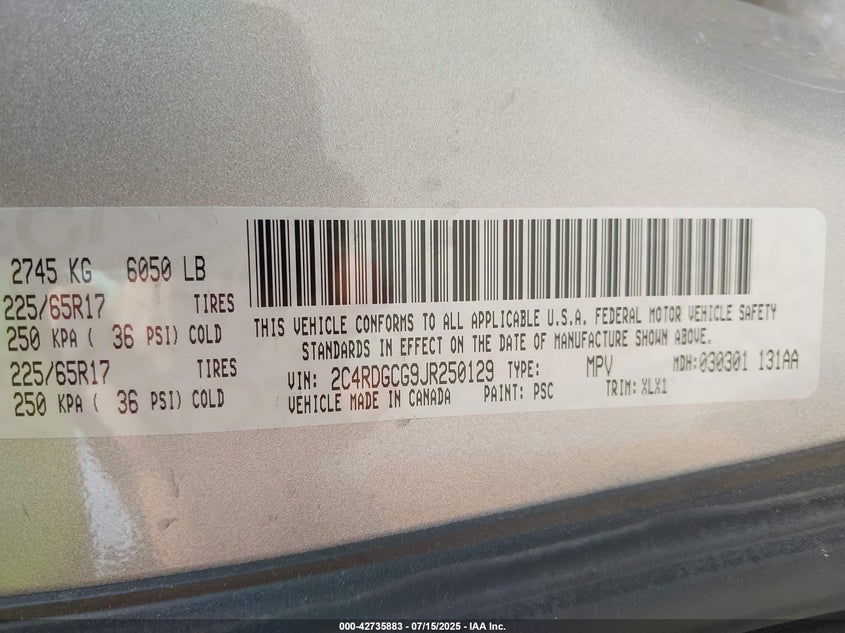 2745 KG 6050 LB
225/65R17 TIRES
250 KPA ( 36 PSI) COLD
225/65R17 TIRES
250 KPA ( 36 PSI) COLD
THIS VEHICLE CONFORMS TO ALL APPLICABLE U.S.A. FEDERAL MOTOR VEHICLE SAFETY
STANDARDS IN EFFECT ON THE DATE OF MANUFACTURE SHOWN ABOVE.
VIN: 2C4RDGCG9JR250129 TYPE: MPV MDH:030301 131AA
VEHICLE MADE IN CANADA PAINT: PSC TRIM: XLX1
000-42735883 - 07/15/2025 - IAA Inc.